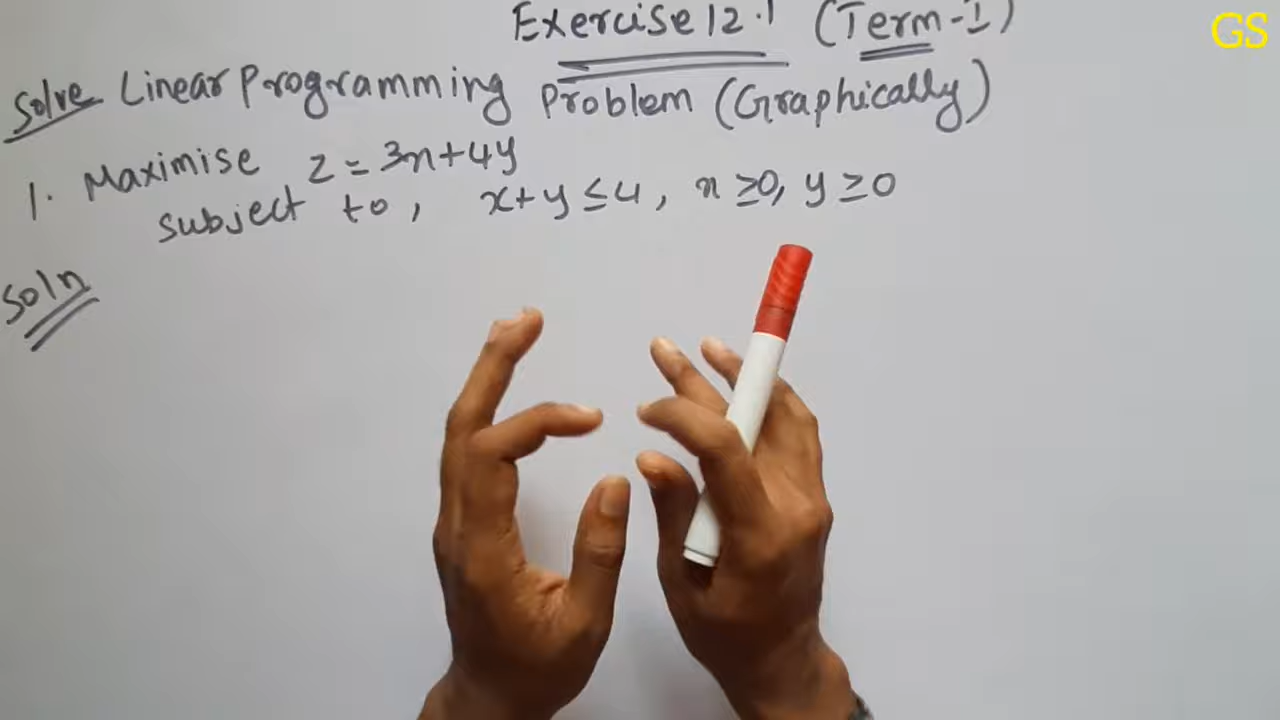 Exercise 12.1 (Term-I)
GS
Solve Linear Programming Problem (Graphically)
1. Maximise Z = 3x+4y
subject to, x+y ≤ 4, x ≥0, y ≥0
Soln